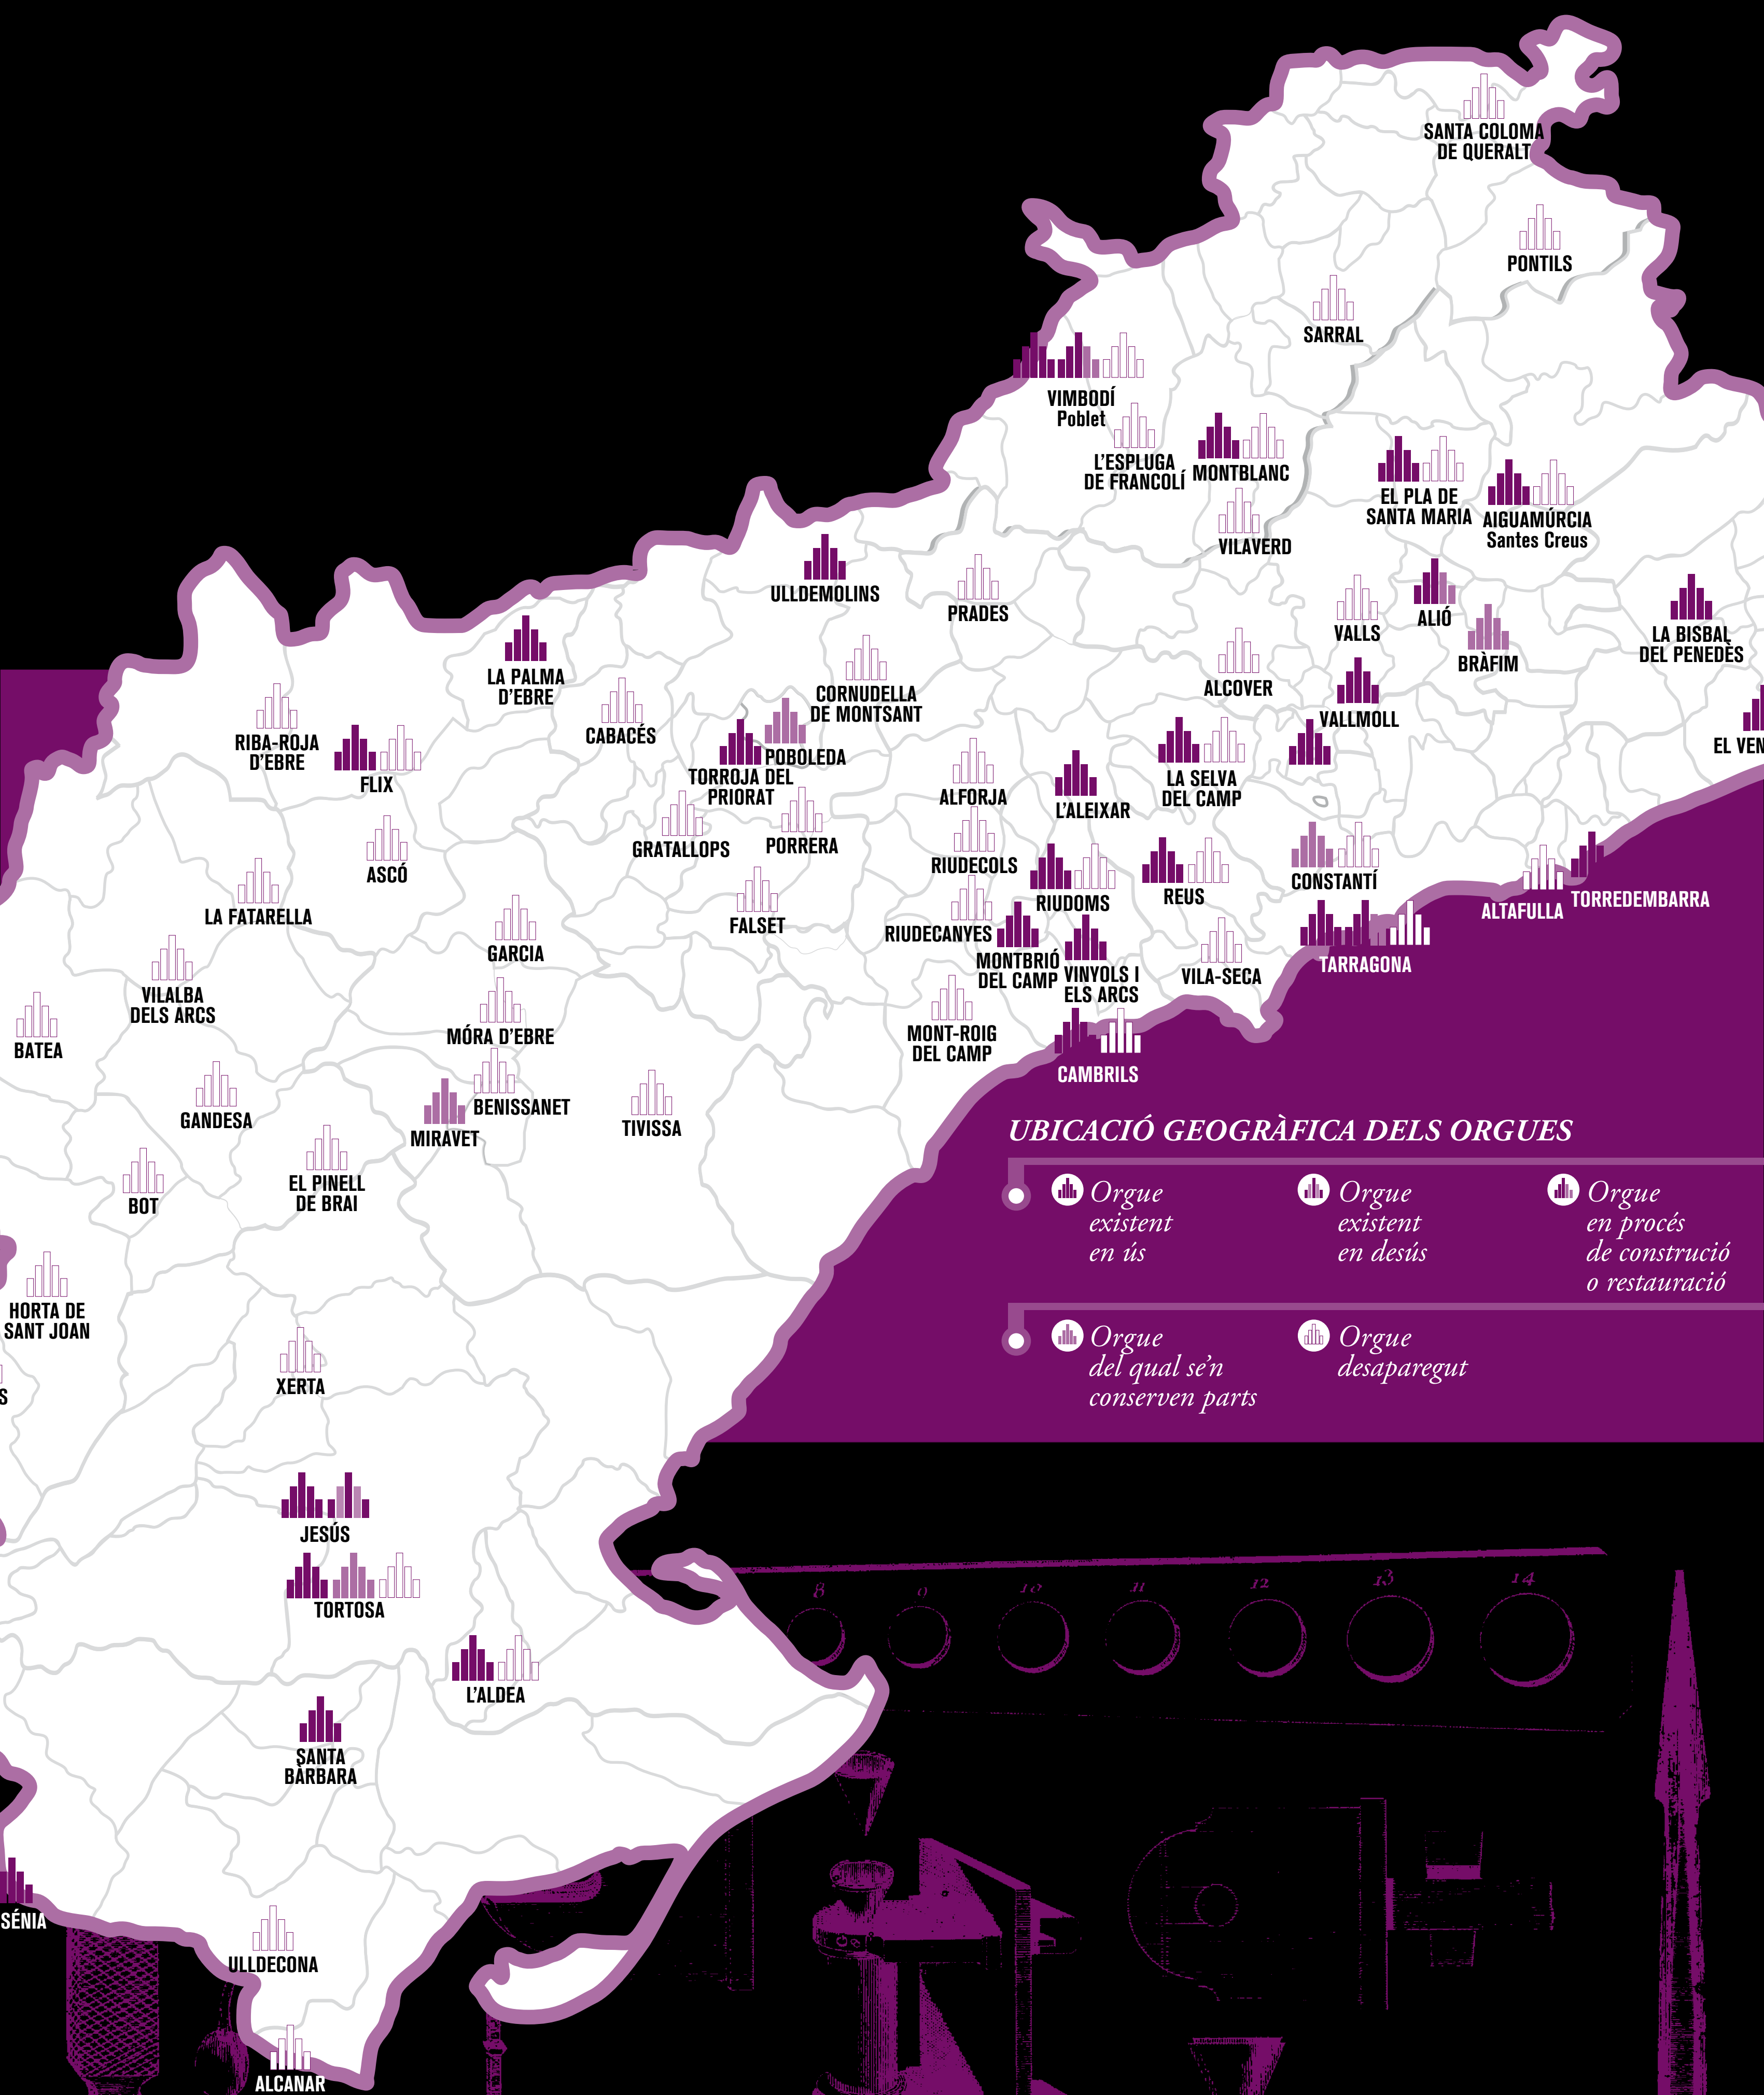 SANTA COLOMA
DE QUERALT
PONTILS
SARRAL
VIMBODÍ
Poblet
L'ESPLUGA
DE FRANCOLÍ
MONTBLANC
VILAVERD
EL PLA DE
SANTA MARIA
AIGUAMÚRCIA
Santes Creus
ULLDEMOLINS
PRADES
VALLS
ALIÓ
BRÀFIM
LA BISBAL
DEL PENEDÈS
LA PALMA
D'EBRE
CORNUDELLA
DE MONTSANT
ALCOVER
VALLMOLL
EL VEN
CABACÉS
RIBA-ROJA
D'EBRE
FLIX
POBOLEDA
TORROJA DEL
PRIORAT
ALFORJA
L'ALEIXAR
LA SELVA
DEL CAMP
GRATALLOPS
PORRERA
RIUDECOLS
ASCÓ
RIUDOMS
REUS
CONSTANTÍ
ALTAFULLA
TORREDEMBARRA
LA FATARELLA
FALSET
RIUDECANYES
GARCIA
MONTBRIÓ
DEL CAMP
VINYOLS I
ELS ARCS
VILA-SECA
TARRAGONA
VILALBA
DELS ARCS
BATEA
MÓRA D'EBRE
MONT-ROIG
DEL CAMP
CAMBRILS
GANDESA
BENISSANET
MIRAVET
TIVISSA
BOT
EL PINELL
DE BRAI
HORTA DE
SANT JOAN
XERTA
S
JESÚS
TORTOSA
L'ALDEA
SANTA
BÀRBARA
SÉNIA
ULLDECONA
ALCANAR
UBICACIÓ GEOGRÀFICA DELS ORGUES
Orgue
existent
en ús
Orgue
existent
en desús
Orgue
en procés
de construció
o restauració
Orgue
del qual se'n
conserven parts
Orgue
desaparegut
8 9 10 11 12 13 14